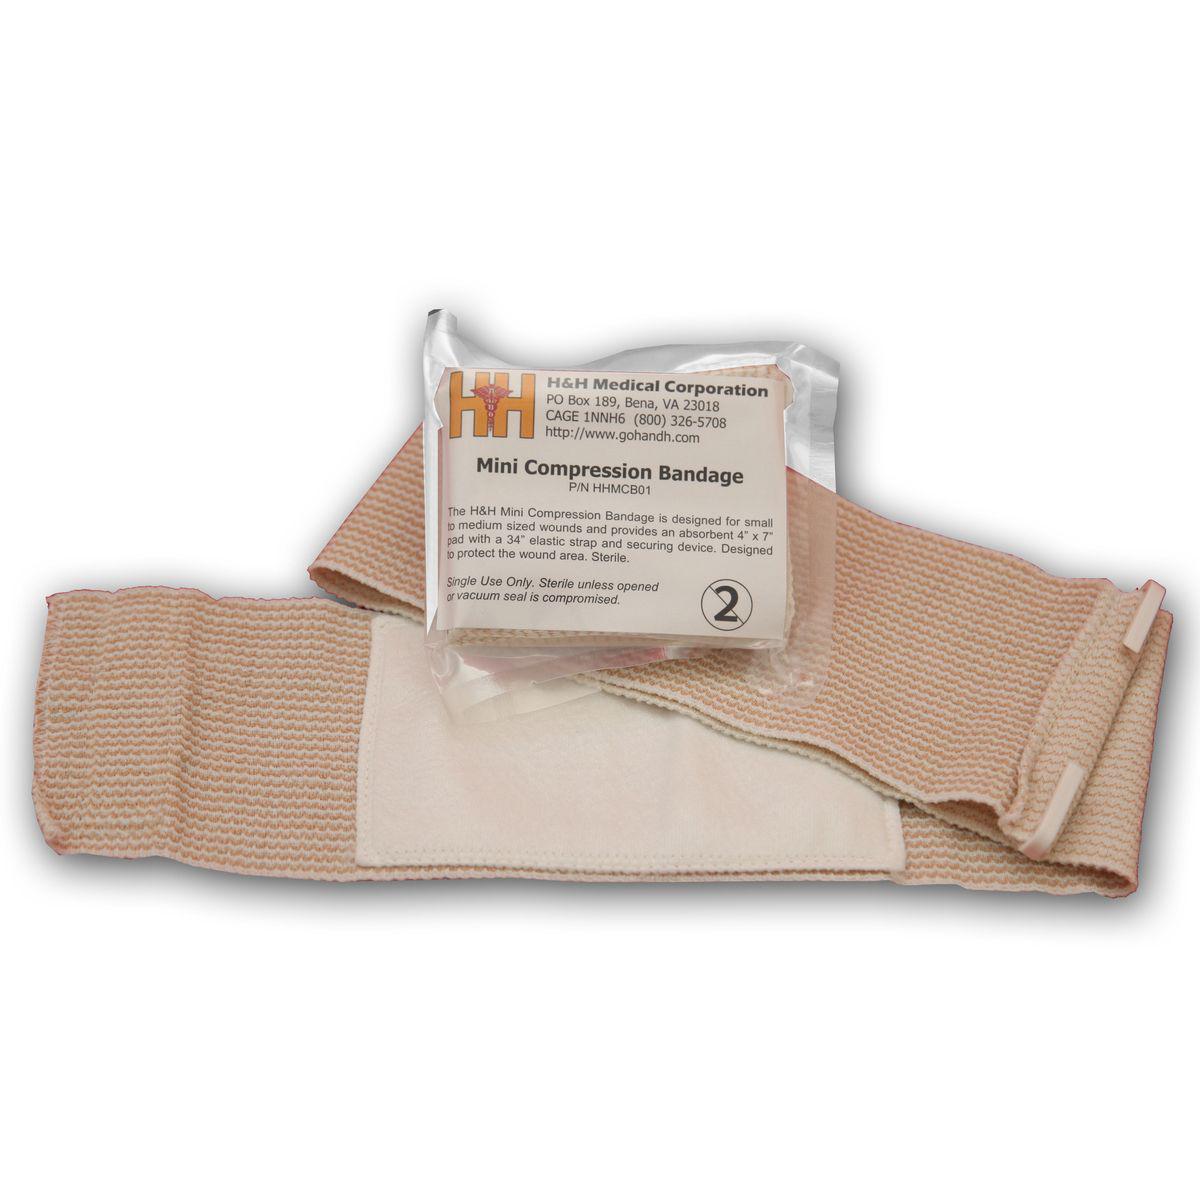 HH
H&H Medical Corporation
PO Box 189, Bena, VA 23018
CAGE 1NNH6 (800) 326-5708
http://www.gohandh.com
Mini Compression Bandage
P/N HHMCB01
The H&H Mini Compression Bandage is designed for small
to medium sized wounds and provides an absorbent 4” x 7”
pad with a 34” elastic strap and securing device. Designed
to protect the wound area. Sterile.
Single Use Only. Sterile unless opened
or vacuum seal is compromised.
2